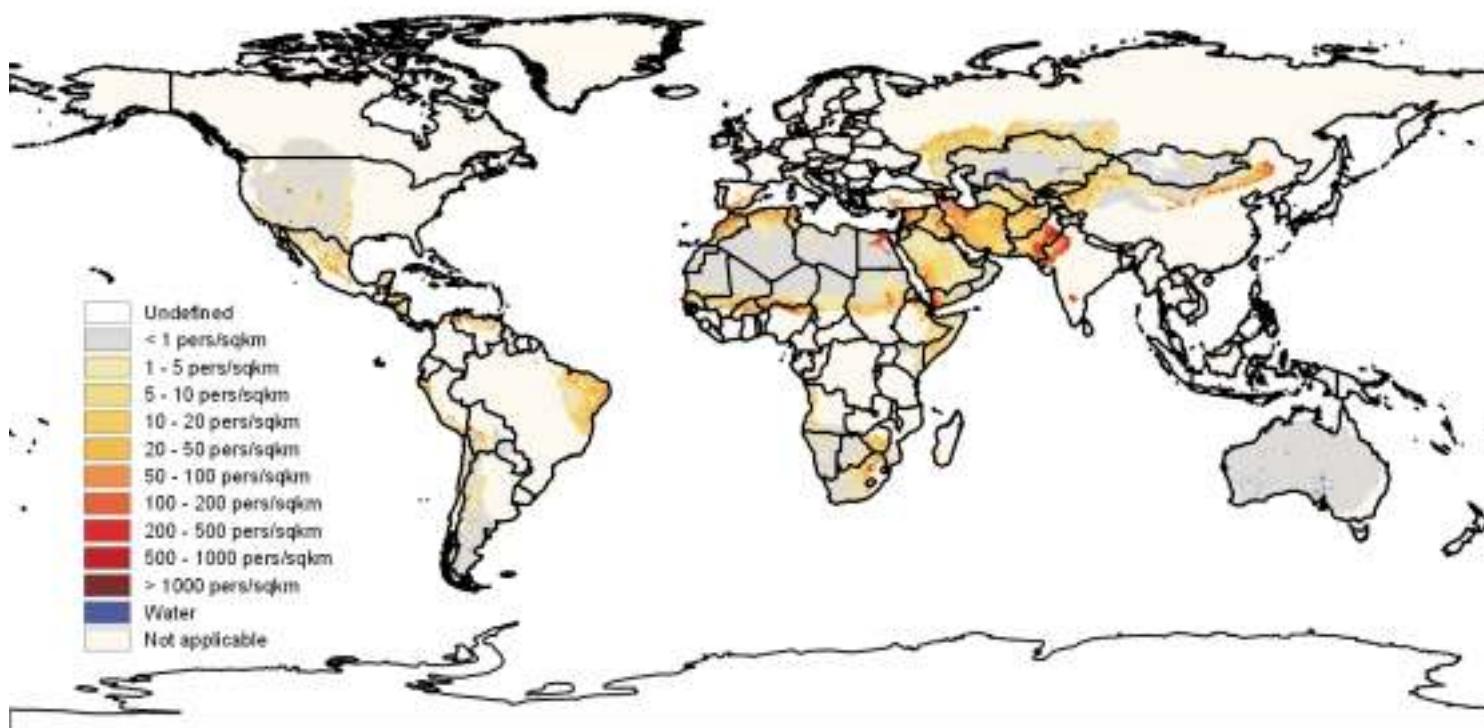 Undefined
< 1 pers/sqkm
1 - 5 pers/sqkm
5 - 10 pers/sqkm
10 - 20 pers/sqkm
20 - 50 pers/sqkm
50 - 100 pers/sqkm
100 - 200 pers/sqkm
200 - 500 pers/sqkm
500 - 1000 pers/sqkm
> 1000 pers/sqkm
Water
Not applicable